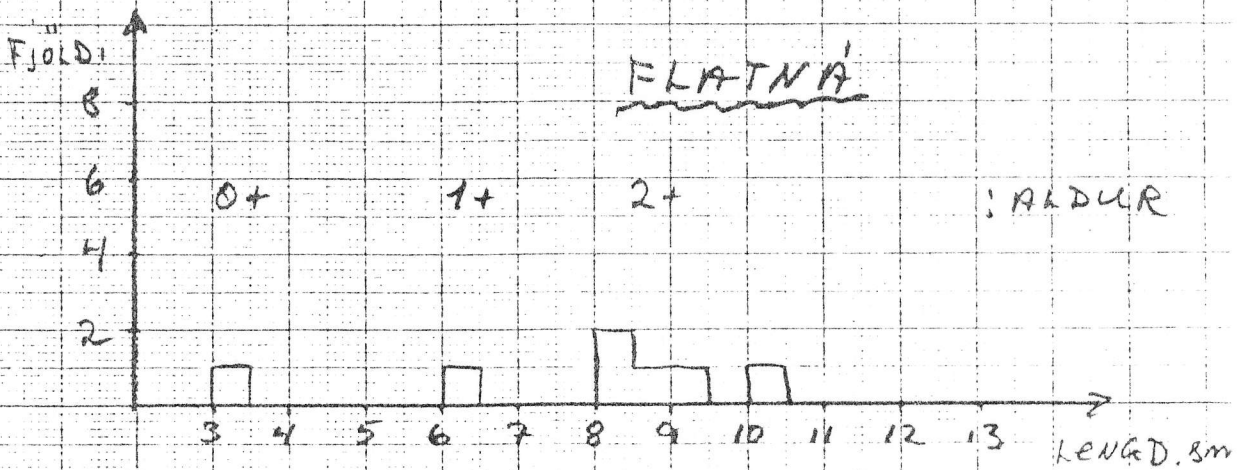 FJÖLDI
FLATNÁ
8
6
0+ 1+ 2+ : ALDUR
4
2
3 4 5 6 7 8 9 10 11 12 13
LENGD. sm